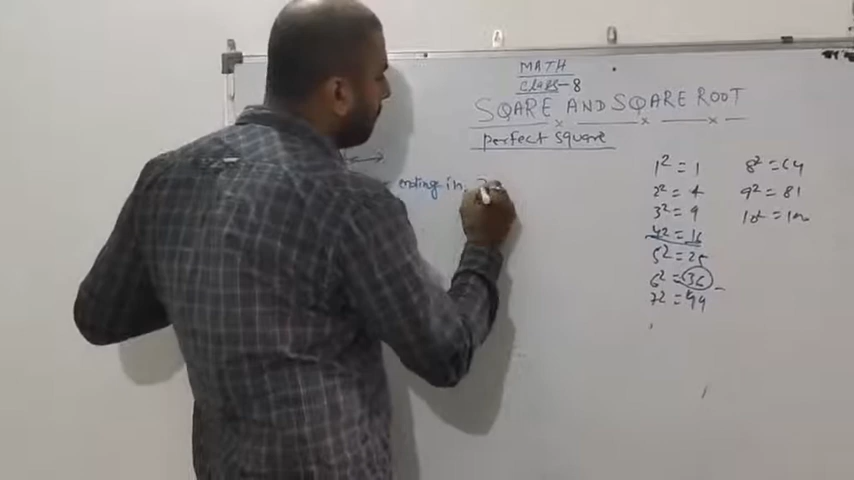 MATH
Class-8
SQARE AND SQARE ROOT
perfect square
ending in
1² = 1
2² = 4
3² = 9
4² = 16
5² = 25
6² = 36
7² = 49
8² = 64
9² = 81
10² = 100